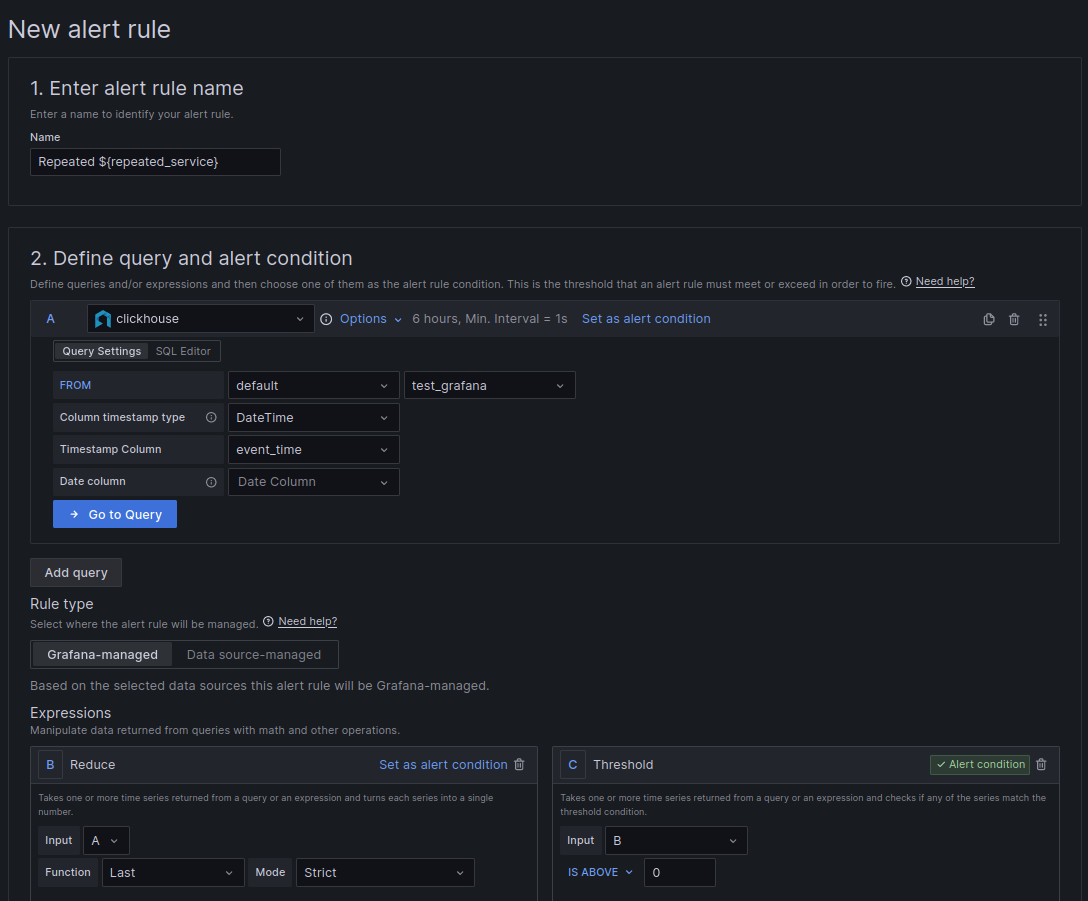 New alert rule
1. Enter alert rule name
Enter a name to identify your alert rule.
Name
Repeated ${repeated_service}
2. Define query and alert condition
Define queries and/or expressions and then choose one of them as the alert rule condition. This is the threshold that an alert rule must meet or exceed in order to fire. Need help?
A clickhouse Options 6 hours, Min. Interval = 1s Set as alert condition
Query Settings SQL Editor
FROM default test_grafana
Column timestamp type DateTime
Timestamp Column event_time
Date column Date Column
Go to Query
Add query
Rule type
Select where the alert rule will be managed. Need help?
Grafana-managed Data source-managed
Based on the selected data sources this alert rule will be Grafana-managed.
Expressions
Manipulate data returned from queries with math and other operations.
B Reduce Set as alert condition
Takes one or more time series returned from a query or an expression and turns each series into a single
number.
Input A
Function Last Mode Strict
C Threshold Alert condition
Takes one or more time series returned from a query or an expression and checks if any of the series match the
threshold condition.
Input B
IS ABOVE 0